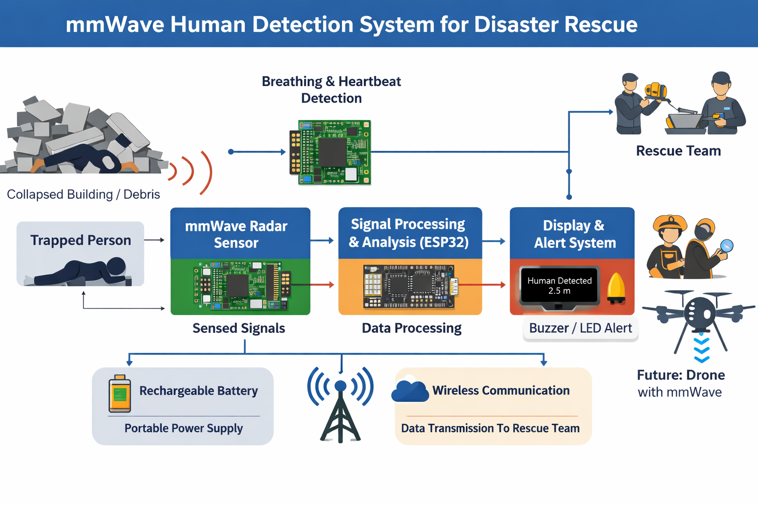 mmWave Human Detection System for Disaster Rescue
Breathing & Heartbeat
Detection
Rescue Team
Collapsed Building / Debris
Trapped Person
mmWave Radar
Sensor
Signal Processing
& Analysis (ESP32)
Display &
Alert System
Human Detected
2.5 m
Sensed Signals
Data Processing
Buzzer / LED Alert
Future: Drone
with mmWave
Rechargeable Battery
Portable Power Supply
Wireless Communication
Data Transmission To Rescue Team